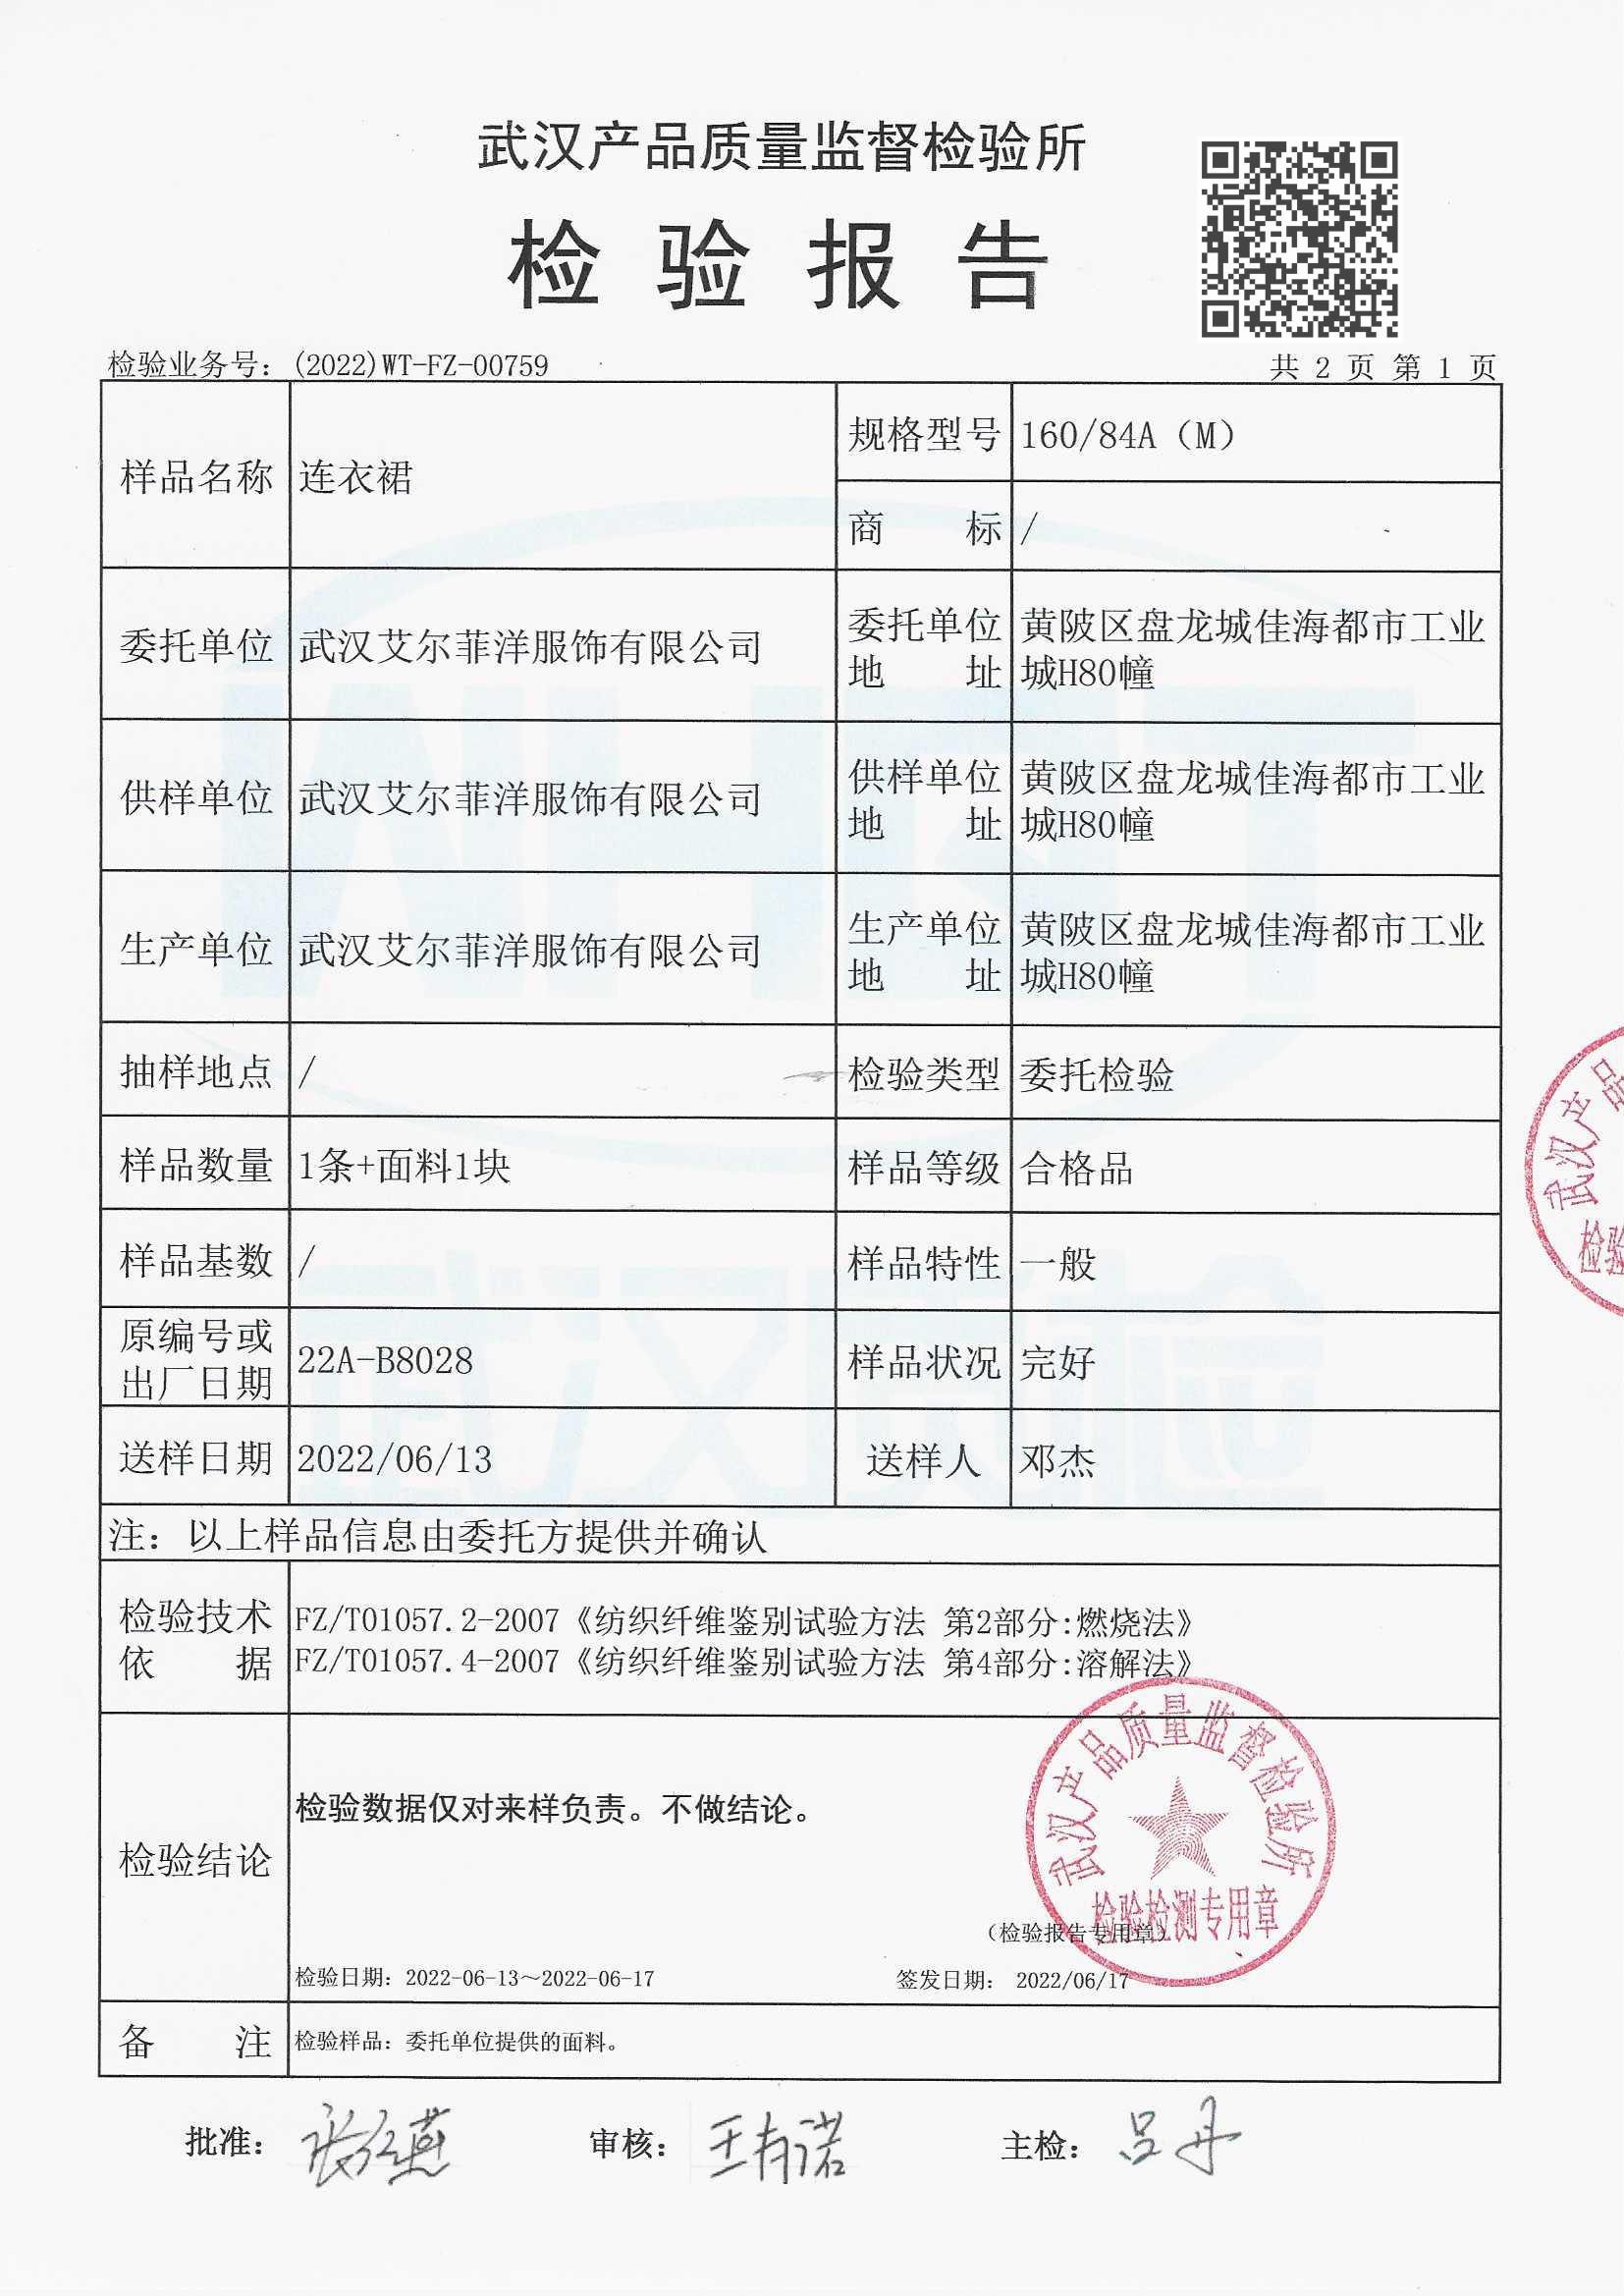 武汉产品质量监督检验所
检验报告
检验业务号：(2022)WT-FZ-00759
共 2 页 第 1 页
样品名称 连衣裙 规格型号 160/84A（M）
商标 /
委托单位 武汉艾尔菲洋服饰有限公司 委托单位地址 黄陂区盘龙城佳海都市工业
城H80幢
供样单位 武汉艾尔菲洋服饰有限公司 供样单位地址 黄陂区盘龙城佳海都市工业
城H80幢
生产单位 武汉艾尔菲洋服饰有限公司 生产单位地址 黄陂区盘龙城佳海都市工业
城H80幢
抽样地点 / 检验类型 委托检验
样品数量 1条+面料1块 样品等级 合格品
样品基数 / 样品特性 一般
原编号或出厂日期 22A-B8028 样品状况 完好
送样日期 2022/06/13 送样人 邓杰
注：以上样品信息由委托方提供并确认
检验技术依据 FZ/T01057.2-2007《纺织纤维鉴别试验方法 第2部分:燃烧法》
FZ/T01057.4-2007《纺织纤维鉴别试验方法 第4部分:溶解法》
检验结论
检验数据仅对来样负责。不做结论。
武汉产品质量监督检验所
检验检测专用章
（检验报告专用章）
检验日期：2022-06-13～2022-06-17 签发日期： 2022/06/17
备注 检验样品：委托单位提供的面料。
批准： 审核： 主检：吕丹
武汉产品
检验